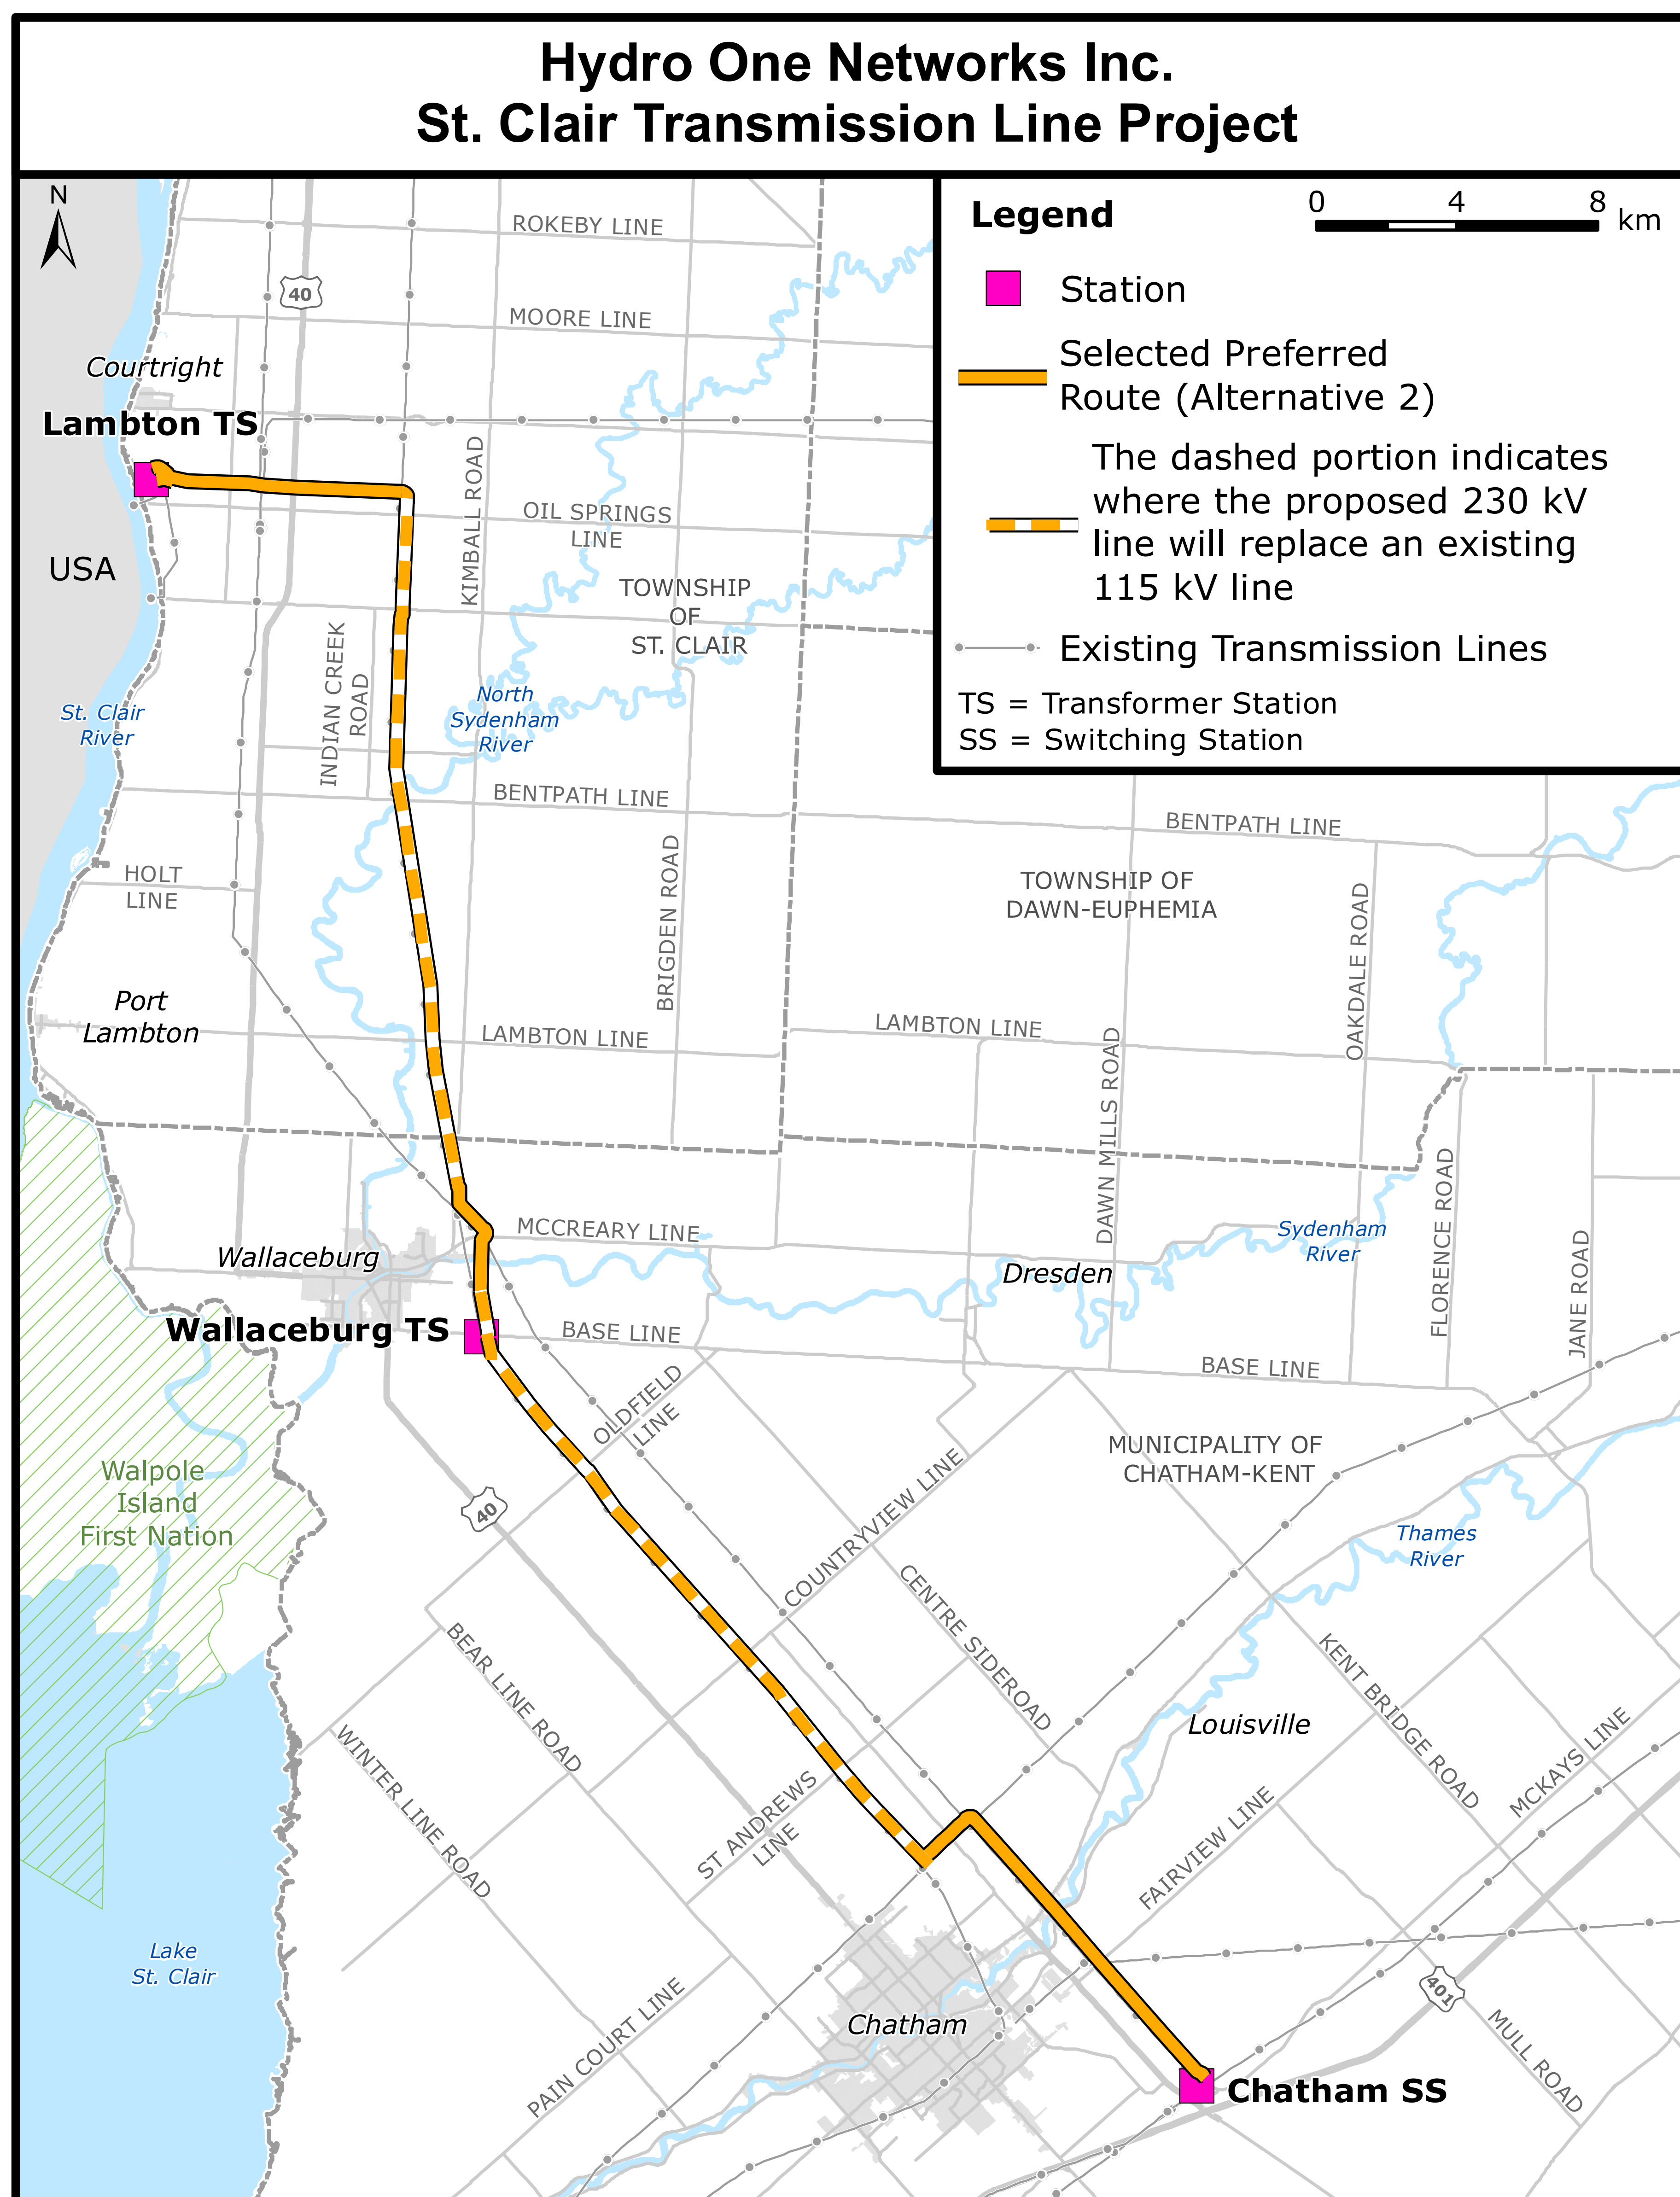 Hydro One Networks Inc.
St. Clair Transmission Line Project
N
Legend
0 4 8 km
Station
Selected Preferred
Route (Alternative 2)
The dashed portion indicates
where the proposed 230 kV
line will replace an existing
115 kV line
Existing Transmission Lines
TS = Transformer Station
SS = Switching Station
ROKEBY LINE
40
MOORE LINE
Courtright
Lambton TS
KIMBALL ROAD
OIL SPRINGS
LINE
USA
TOWNSHIP
OF
ST. CLAIR
INDIAN CREEK
ROAD
North
Sydenham
River
St. Clair
River
BENTPATH LINE
BENTPATH LINE
HOLT
LINE
BRIGDEN ROAD
TOWNSHIP OF
DAWN-EUPHEMIA
OAKDALE ROAD
Port
Lambton
LAMBTON LINE
LAMBTON LINE
DAWN MILLS ROAD
FLORENCE ROAD
JANE ROAD
MCCREARY LINE
Wallaceburg
Dresden
Sydenham
River
Wallaceburg TS
BASE LINE
BASE LINE
OLDFIELD
LINE
MUNICIPALITY OF
CHATHAM-KENT
Walpole
Island
First Nation
40
COUNTRYVIEW LINE
Thames
River
CENTRE SIDEROAD
BEAR LINE ROAD
KENT BRIDGE ROAD
Louisville
MCKAYS LINE
WINTER LINE ROAD
ST ANDREWS
LINE
FAIRVIEW LINE
Lake
St. Clair
401
PAIN COURT LINE
Chatham
MULL ROAD
Chatham SS